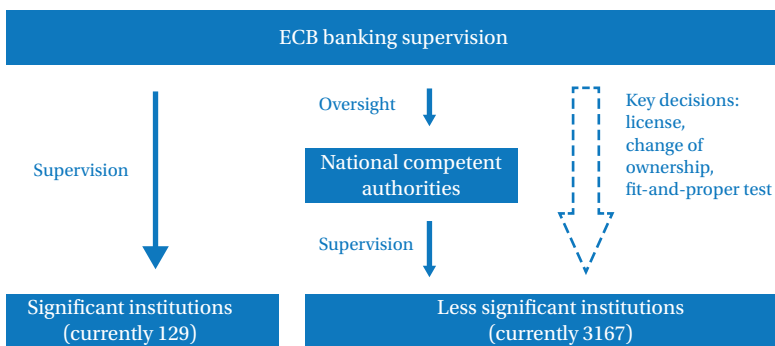 ECB banking supervision
Supervision
Oversight
National competent
authorities
Supervision
Key decisions:
license,
change of
ownership,
fit-and-proper test
Significant institutions
(currently 129)
Less significant institutions
(currently 3167)